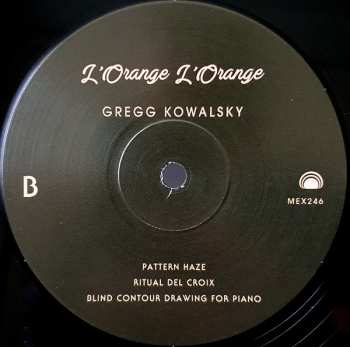 L'Orange L'Orange
GREGG KOWALSKY
B
MEX246
PATTERN HAZE
RITUAL DEL CROIX
BLIND CONTOUR DRAWING FOR PIANO